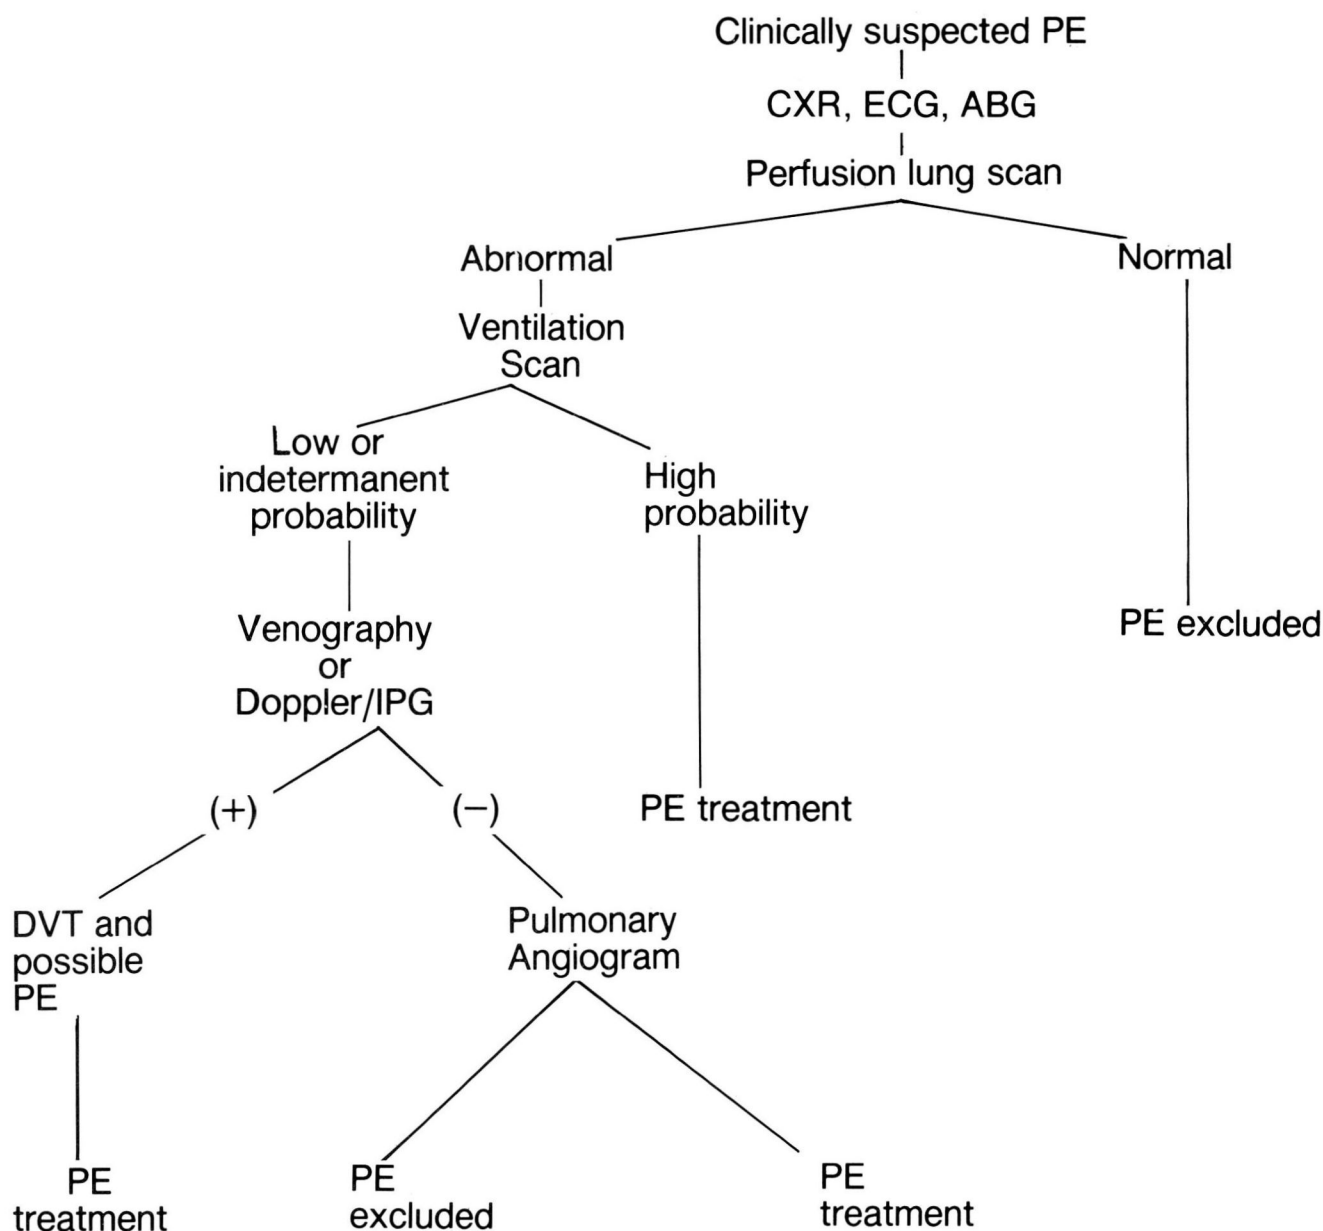 Clinically suspected PE
CXR, ECG, ABG
Perfusion lung scan
Abnormal
Normal
Ventilation
Scan
Low or
indetermanent
probability
High
probability
Venography
or
Doppler/IPG
PE excluded
(+)
(−)
PE treatment
DVT and
possible
PE
Pulmonary
Angiogram
PE
treatment
PE
excluded
PE
treatment